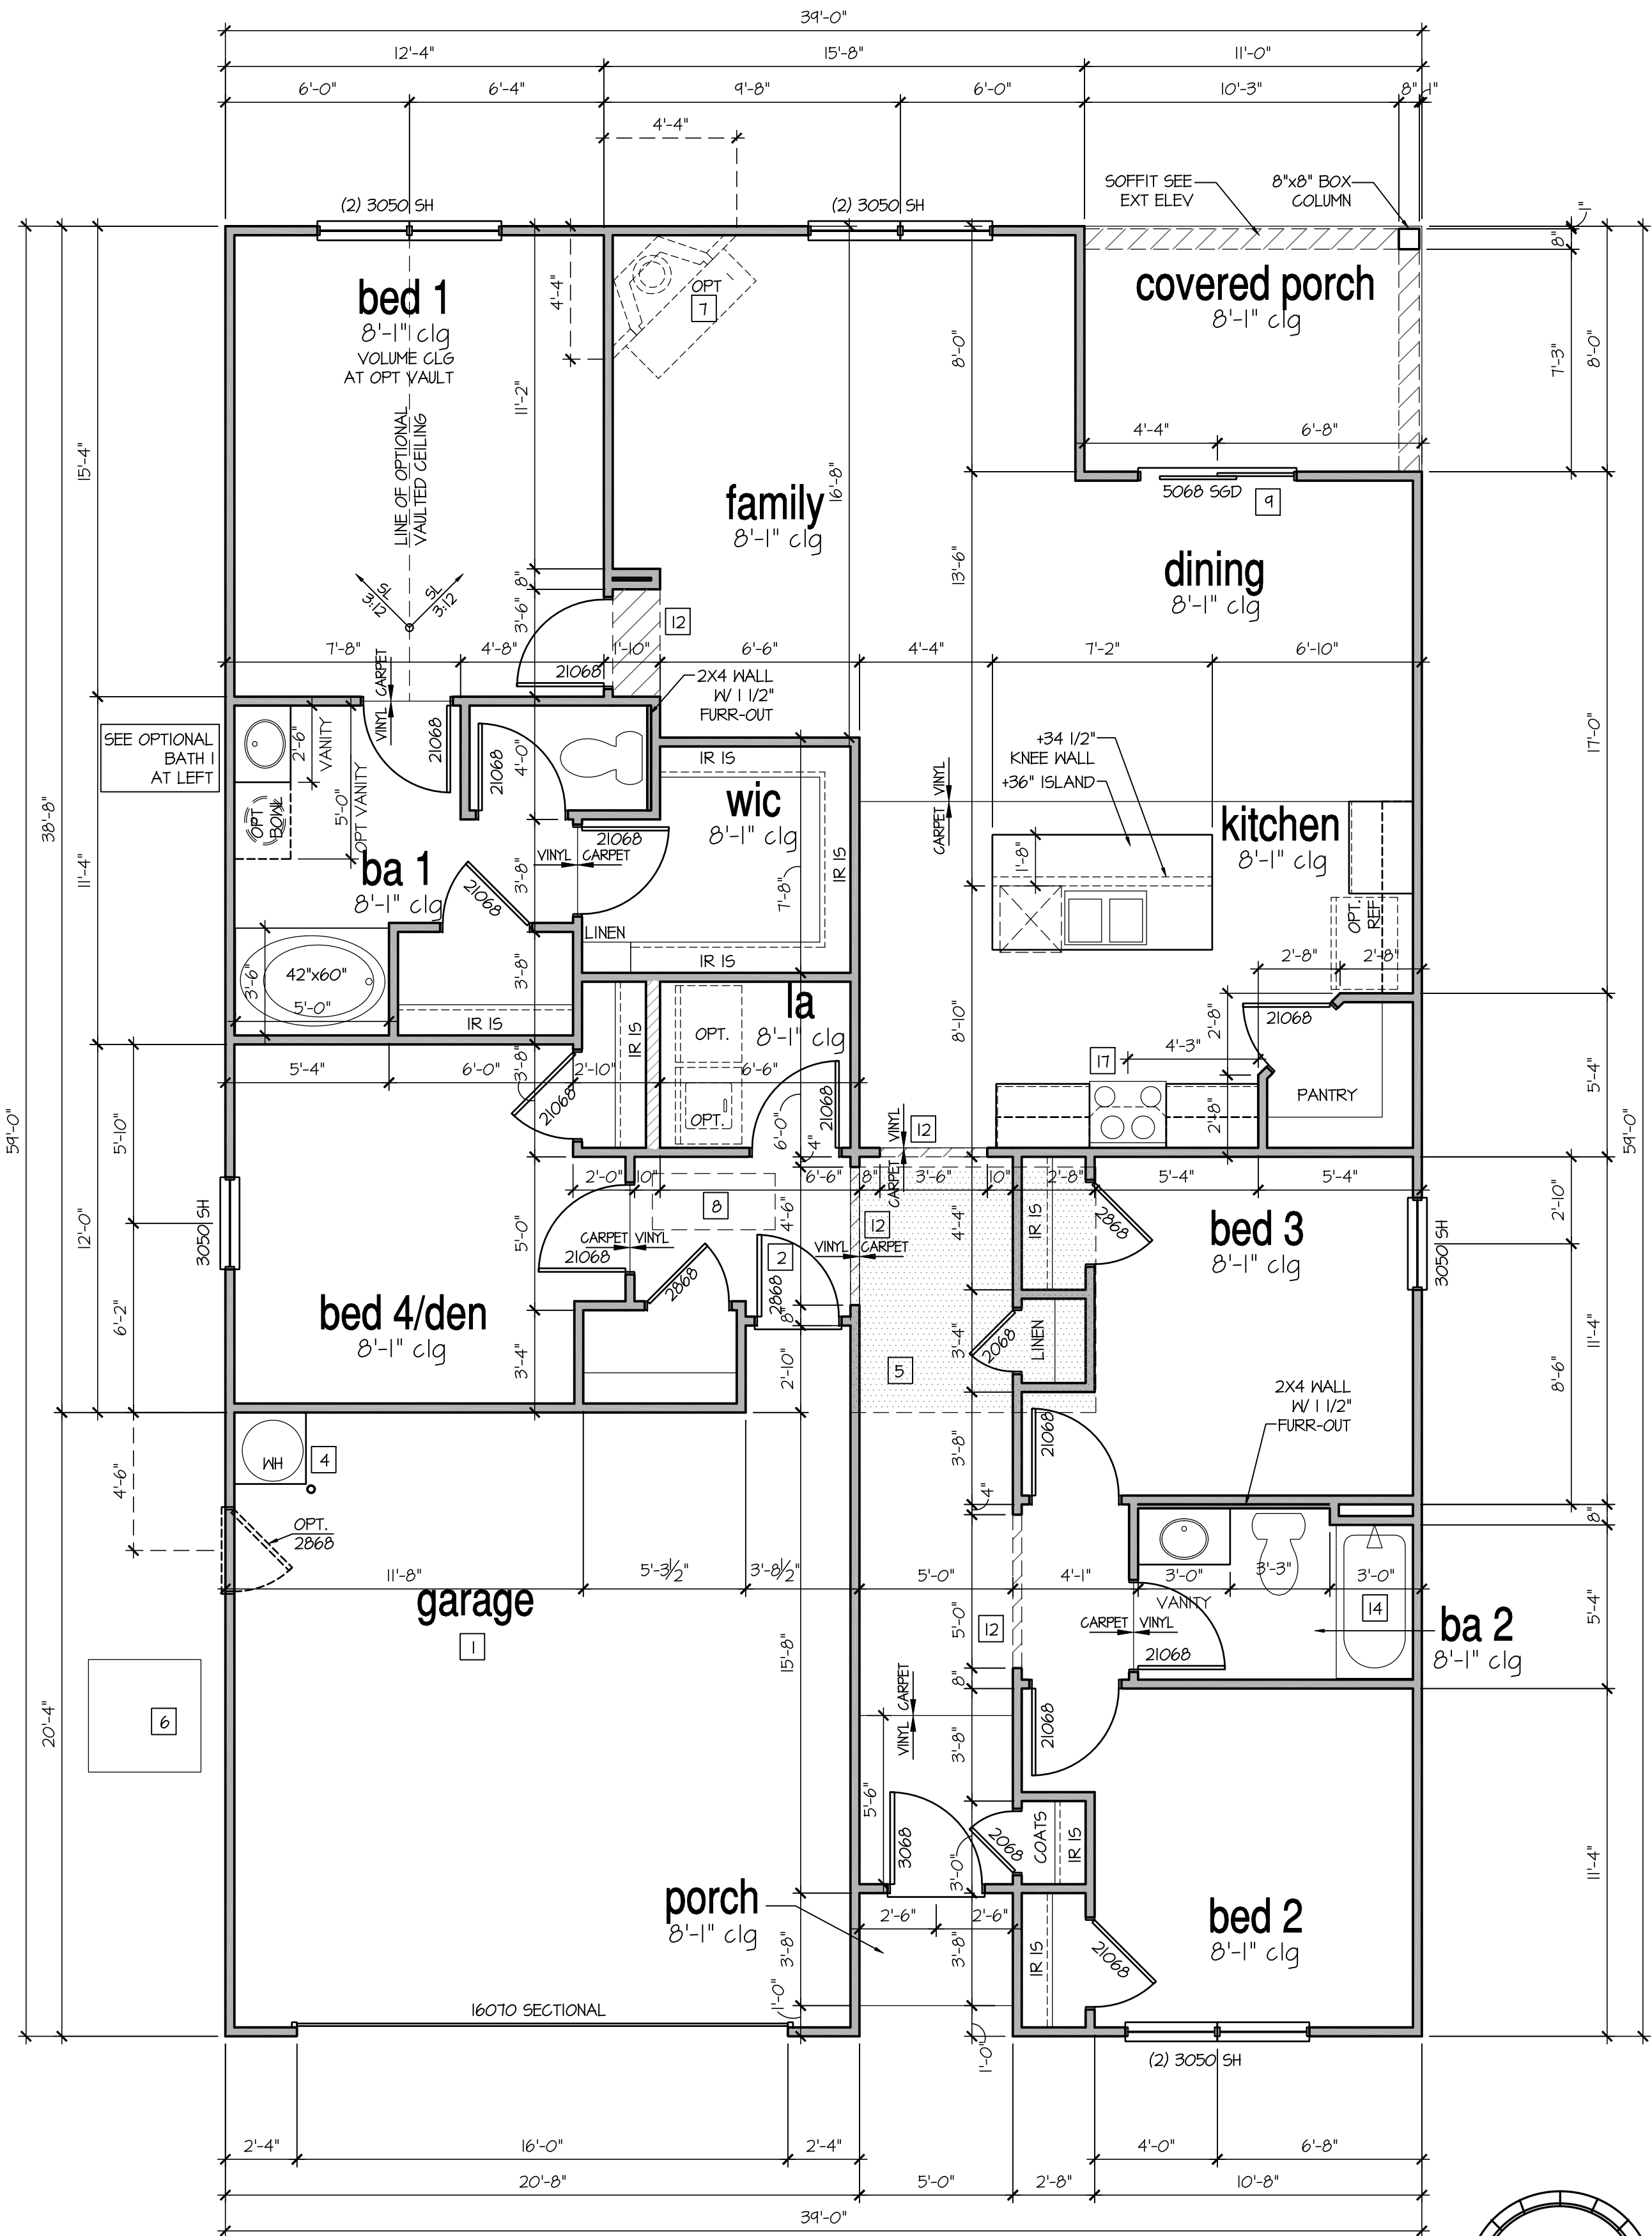 39'-0"
12'-4" 15'-8" 11'-0"
6'-0" 6'-4" 9'-8" 6'-0" 10'-3" 8" 1"
4'-4"
(2) 3050 SH
(2) 3050 SH
SOFFIT SEE
EXT ELEV
8"x8" BOX
COLUMN
1"
8"
bed 1
8'-1" clg
VOLUME CLG
AT OPT VAULT
LINE OF OPTIONAL
VAULTED CEILING
SL
3:12
SL
3:12
4'-4"
11'-2"
OPT
7
covered porch
8'-1" clg
8'-0"
7'-3"
8'-0"
4'-4" 6'-8"
5068 SGD
9
family
8'-1" clg
16'-8"
13'-6"
dining
8'-1" clg
15'-4"
8"
3'-6"
12
7'-8" 4'-8" 1'-10" 6'-6" 4'-4" 7'-2" 6'-10"
21068
CARPET
VINYL
2X4 WALL
W/ 1 1/2"
FURR-OUT
SEE OPTIONAL
BATH 1
AT LEFT
2'-6"
VANITY
5'-0"
OPT VANITY
OPT
BOWL
21068
21068
4'-0"
IR IS
wic
8'-1" clg
21068
VINYL CARPET
7'-8"
IR IS
LINEN
IR IS
VINYL
CARPET
+34 1/2"
KNEE WALL
+36" ISLAND
1'-8"
kitchen
8'-1" clg
17'-0"
38'-8"
11'-4"
ba 1
8'-1" clg
21068
3'-8"
3'-8"
42"x60"
3'-6"
5'-0"
IR IS
OPT.
REF
2'-8" 2'-8"
la
8'-1" clg
IR IS
OPT.
OPT.
8'-10"
2'-8"
21068
17
4'-3"
PANTRY
2'-8"
5'-4"
5'-4" 6'-0" 2'-10" 6'-6"
3'-8"
21068
21068
6'-0"
4"
VINYL
CARPET
12
59'-0"
59'-0"
5'-10"
12'-0"
6'-2"
3050 SH
2'-0" 10" 6'-6" 8" 3'-6" 10" 2'-8" 5'-4" 5'-4"
8
4'-6"
12
VINYL CARPET
4'-4"
IR IS
2868
bed 3
8'-1" clg
3050 SH
2'-10"
5'-0"
CARPET VINYL
21068
2868
2
2868
8"
bed 4/den
8'-1" clg
3'-4"
2'-10"
5
3'-4"
2068
LINEN
11'-4"
8'-6"
2X4 WALL
W/ 1 1/2"
FURR-OUT
21068
3'-8"
4"
4'-6"
WH
4
OPT.
2868
8"
11'-8" 5'-3 1/2" 3'-8 1/2" 5'-0" 4'-1" 3'-0" 3'-3" 3'-0"
garage
1
VANITY
14
5'-4"
15'-8"
5'-0"
12
CARPET VINYL
21068
ba 2
8'-1" clg
6
20'-4"
8"
CARPET
VINYL
21068
3'-8"
5'-6"
3068
2068
COATS
IR IS
3'-0"
11'-4"
porch
8'-1" clg
2'-6" 2'-6"
3'-8"
3'-8"
IR IS
21068
bed 2
8'-1" clg
1'-0"
16070 SECTIONAL
1'-0"
(2) 3050 SH
2'-4" 16'-0" 2'-4" 4'-0" 6'-8"
20'-8" 5'-0" 2'-8" 10'-8"
39'-0"